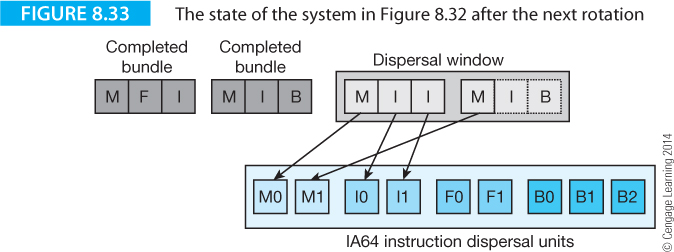 FIGURE 8.33 The state of the system in Figure 8.32 after the next rotation
Completed bundle
Completed bundle
Dispersal window
M F I
M I B
M I I
M I B
M0 M1 I0 I1 F0 F1 B0 B1 B2
IA64 instruction dispersal units
© Cengage Learning 2014